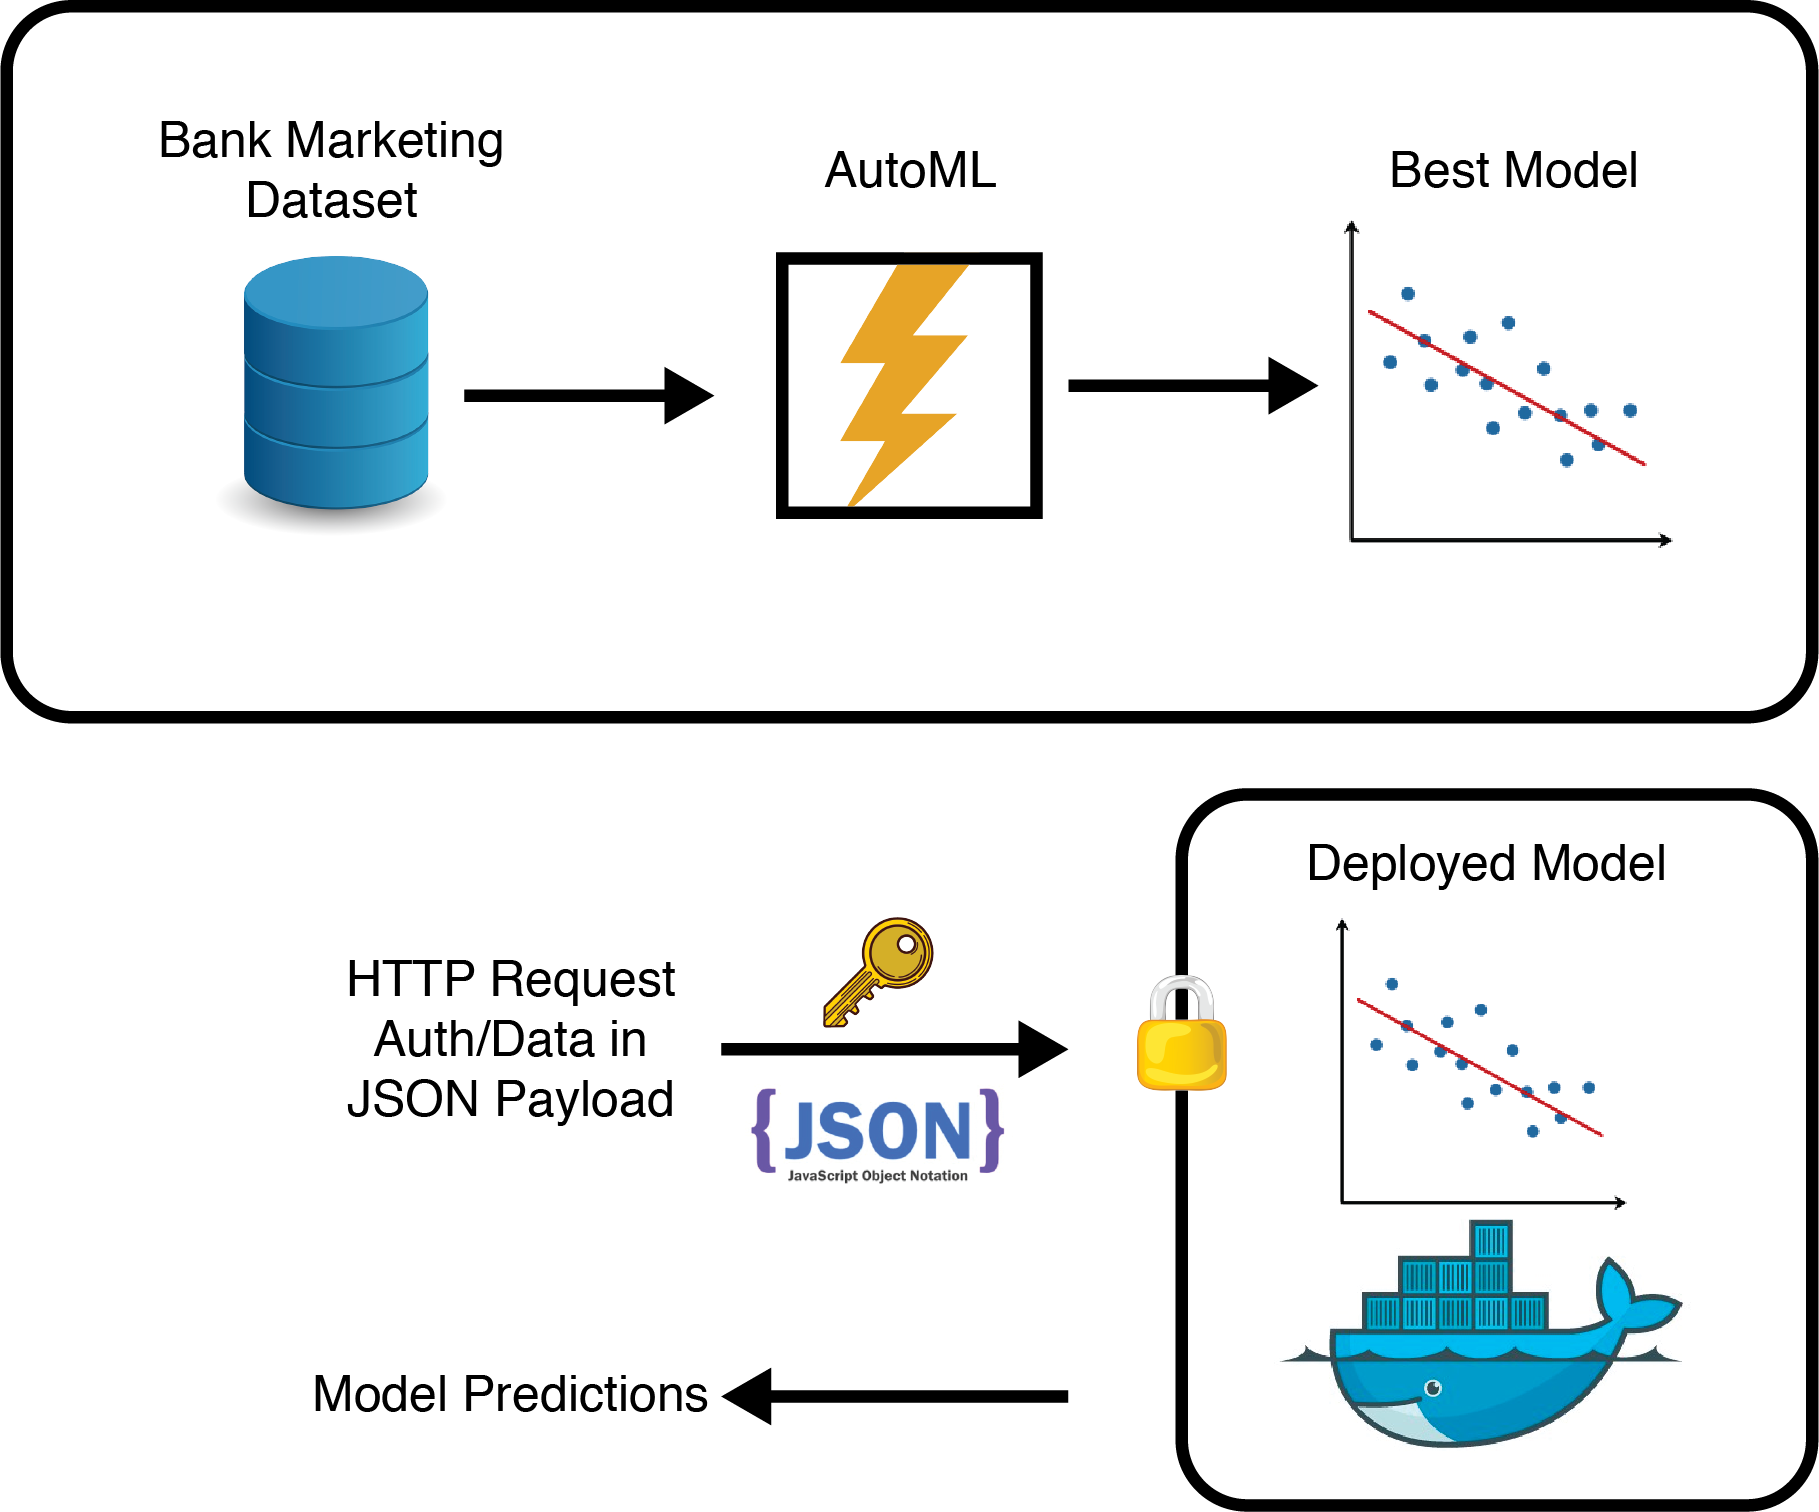 Bank Marketing
Dataset
AutoML
Best Model
Deployed Model
HTTP Request
Auth/Data in
JSON Payload
{JSON}
JavaScript Object Notation
Model Predictions